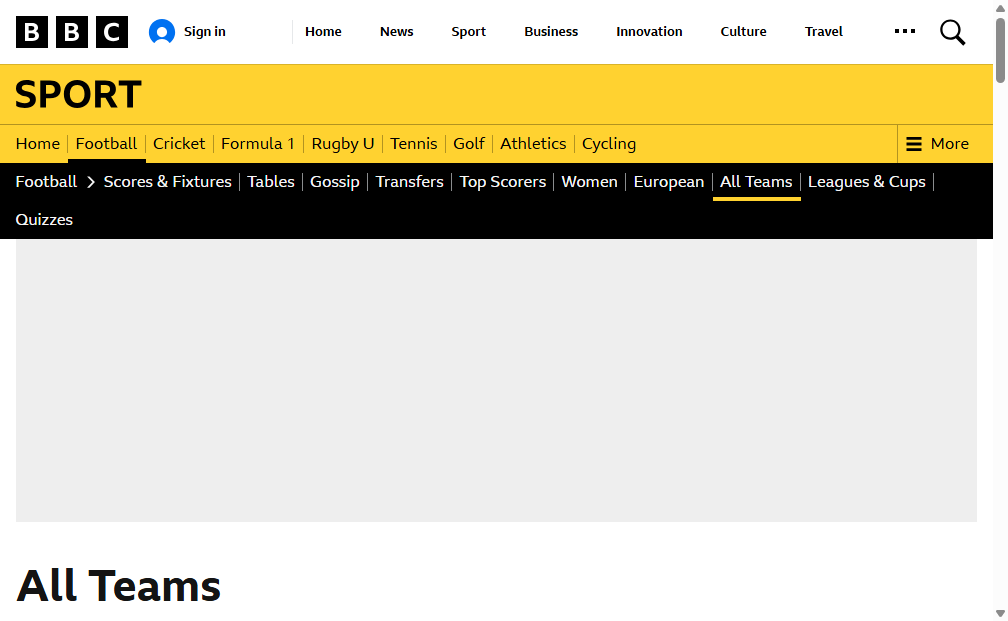 BBC Sign in Home News Sport Business Innovation Culture Travel
SPORT
Home Football Cricket Formula 1 Rugby U Tennis Golf Athletics Cycling More
Football Scores & Fixtures Tables Gossip Transfers Top Scorers Women European All Teams Leagues & Cups
Quizzes
All Teams